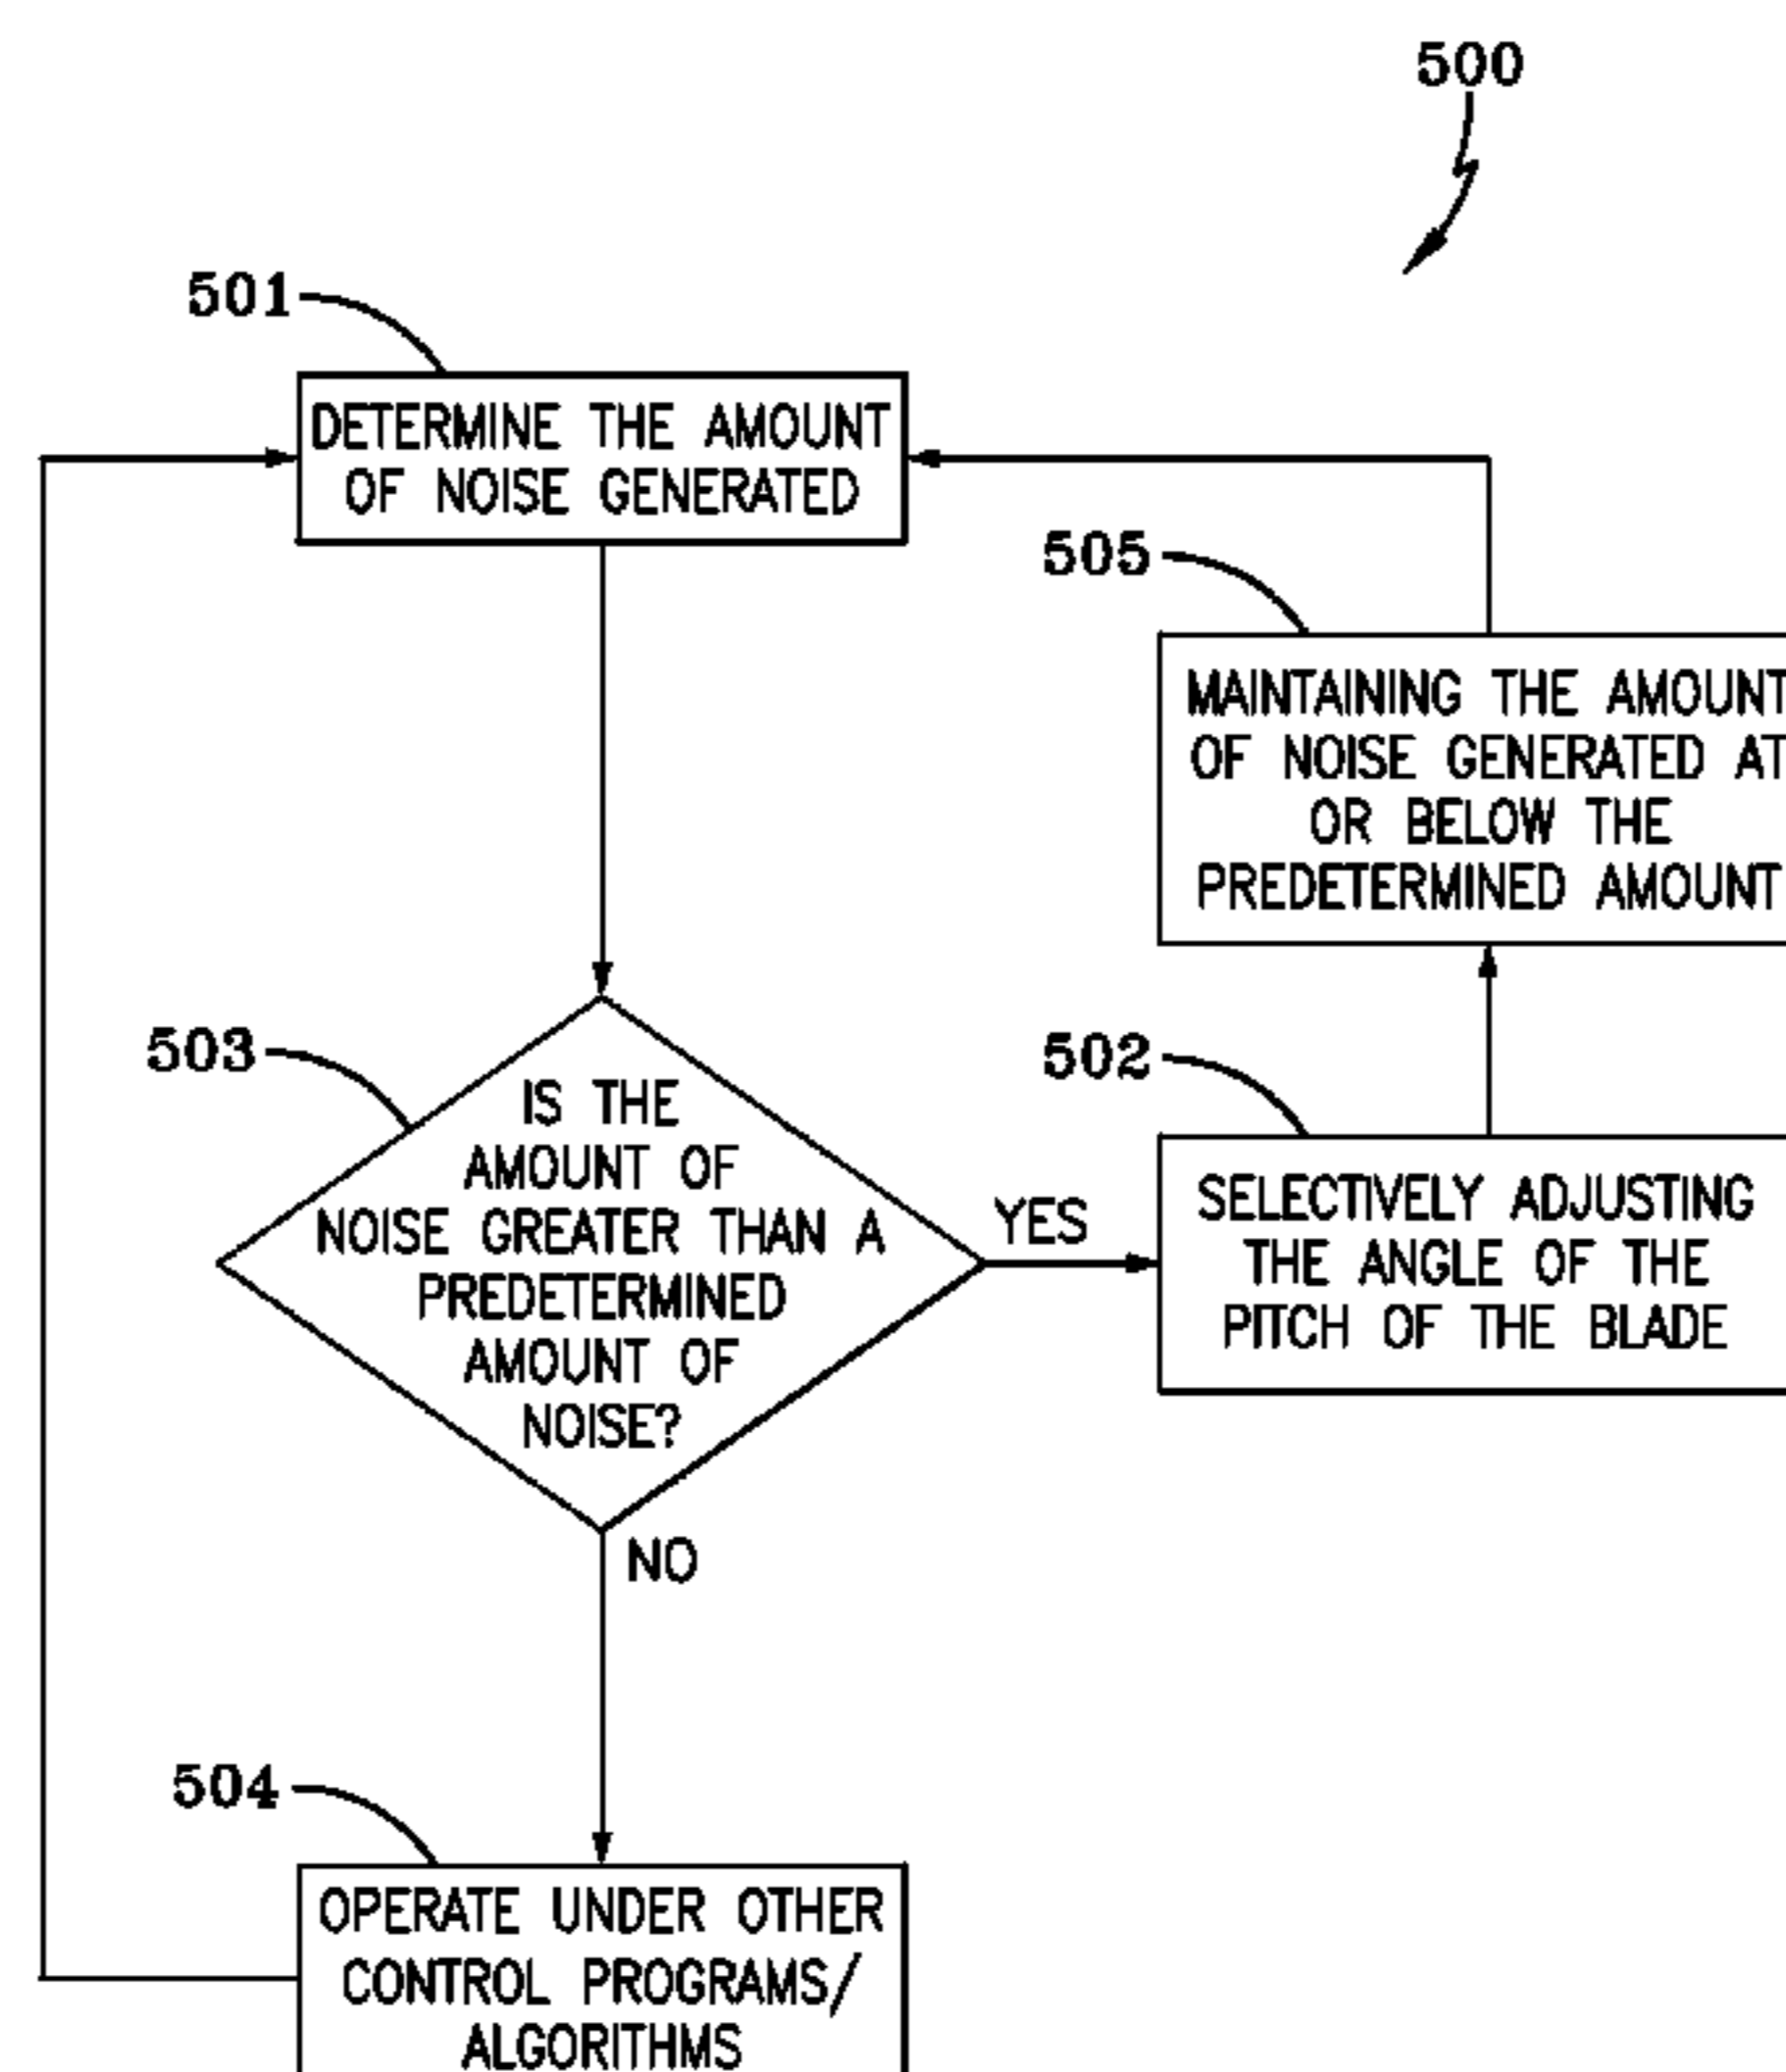 500
501
DETERMINE THE AMOUNT
OF NOISE GENERATED
505
MAINTAINING THE AMOUNT
OF NOISE GENERATED AT
OR BELOW THE
PREDETERMINED AMOUNT
503
IS THE
AMOUNT OF
NOISE GREATER THAN A
PREDETERMINED
AMOUNT OF
NOISE?
YES
502
SELECTIVELY ADJUSTING
THE ANGLE OF THE
PITCH OF THE BLADE
NO
504
OPERATE UNDER OTHER
CONTROL PROGRAMS/
ALGORITHMS